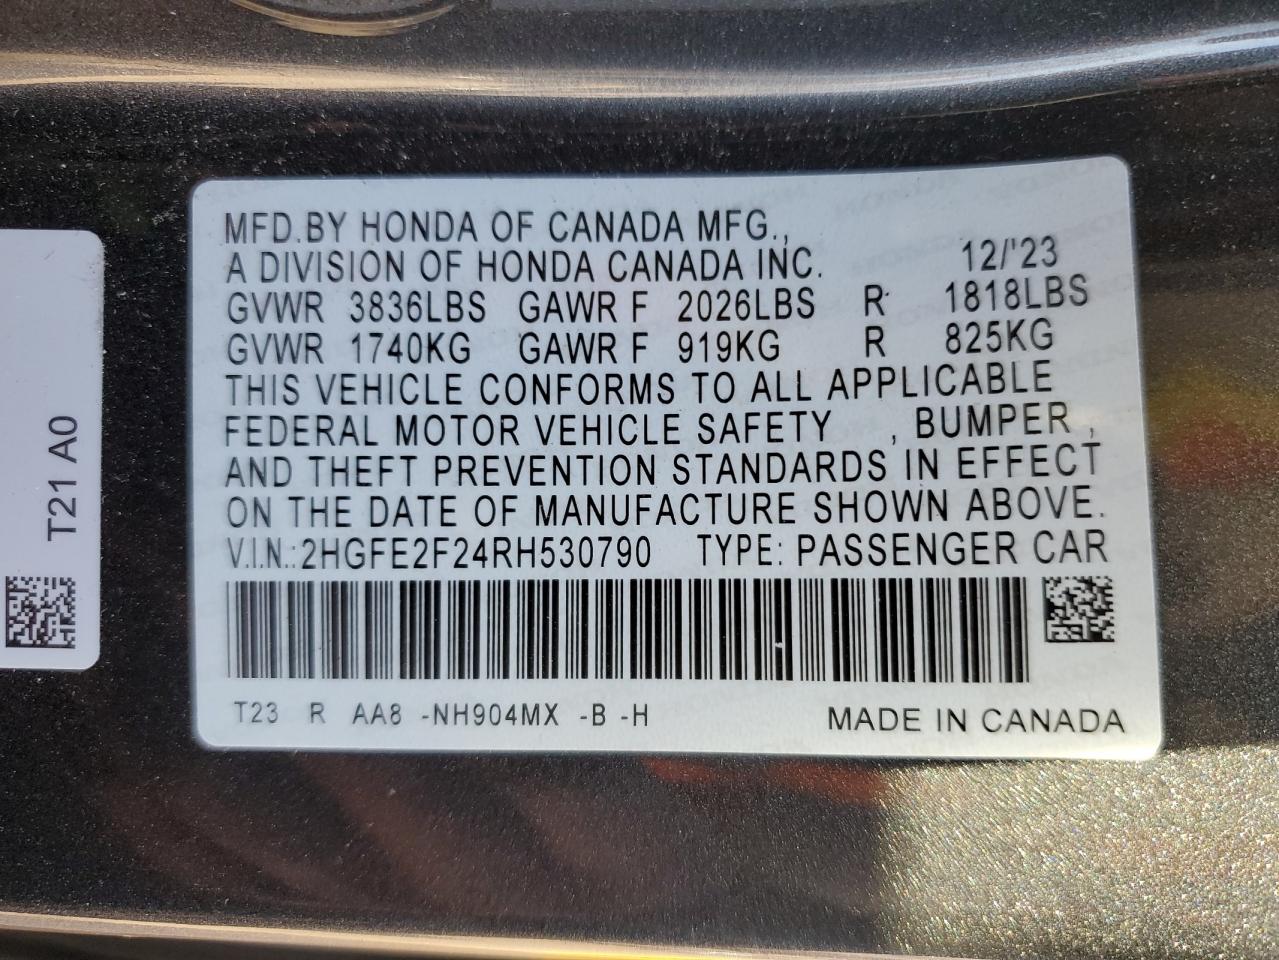 MFD.BY HONDA OF CANADA MFG.,
A DIVISION OF HONDA CANADA INC. 12/'23
GVWR 3836LBS GAWR F 2026LBS R 1818LBS
GVWR 1740KG GAWR F 919KG R 825KG
THIS VEHICLE CONFORMS TO ALL APPLICABLE
FEDERAL MOTOR VEHICLE SAFETY , BUMPER ,
AND THEFT PREVENTION STANDARDS IN EFFECT
ON THE DATE OF MANUFACTURE SHOWN ABOVE.
V.I.N.:2HGFE2F24RH530790 TYPE: PASSENGER CAR
T23 R AA8 -NH904MX -B -H MADE IN CANADA
T21 A0